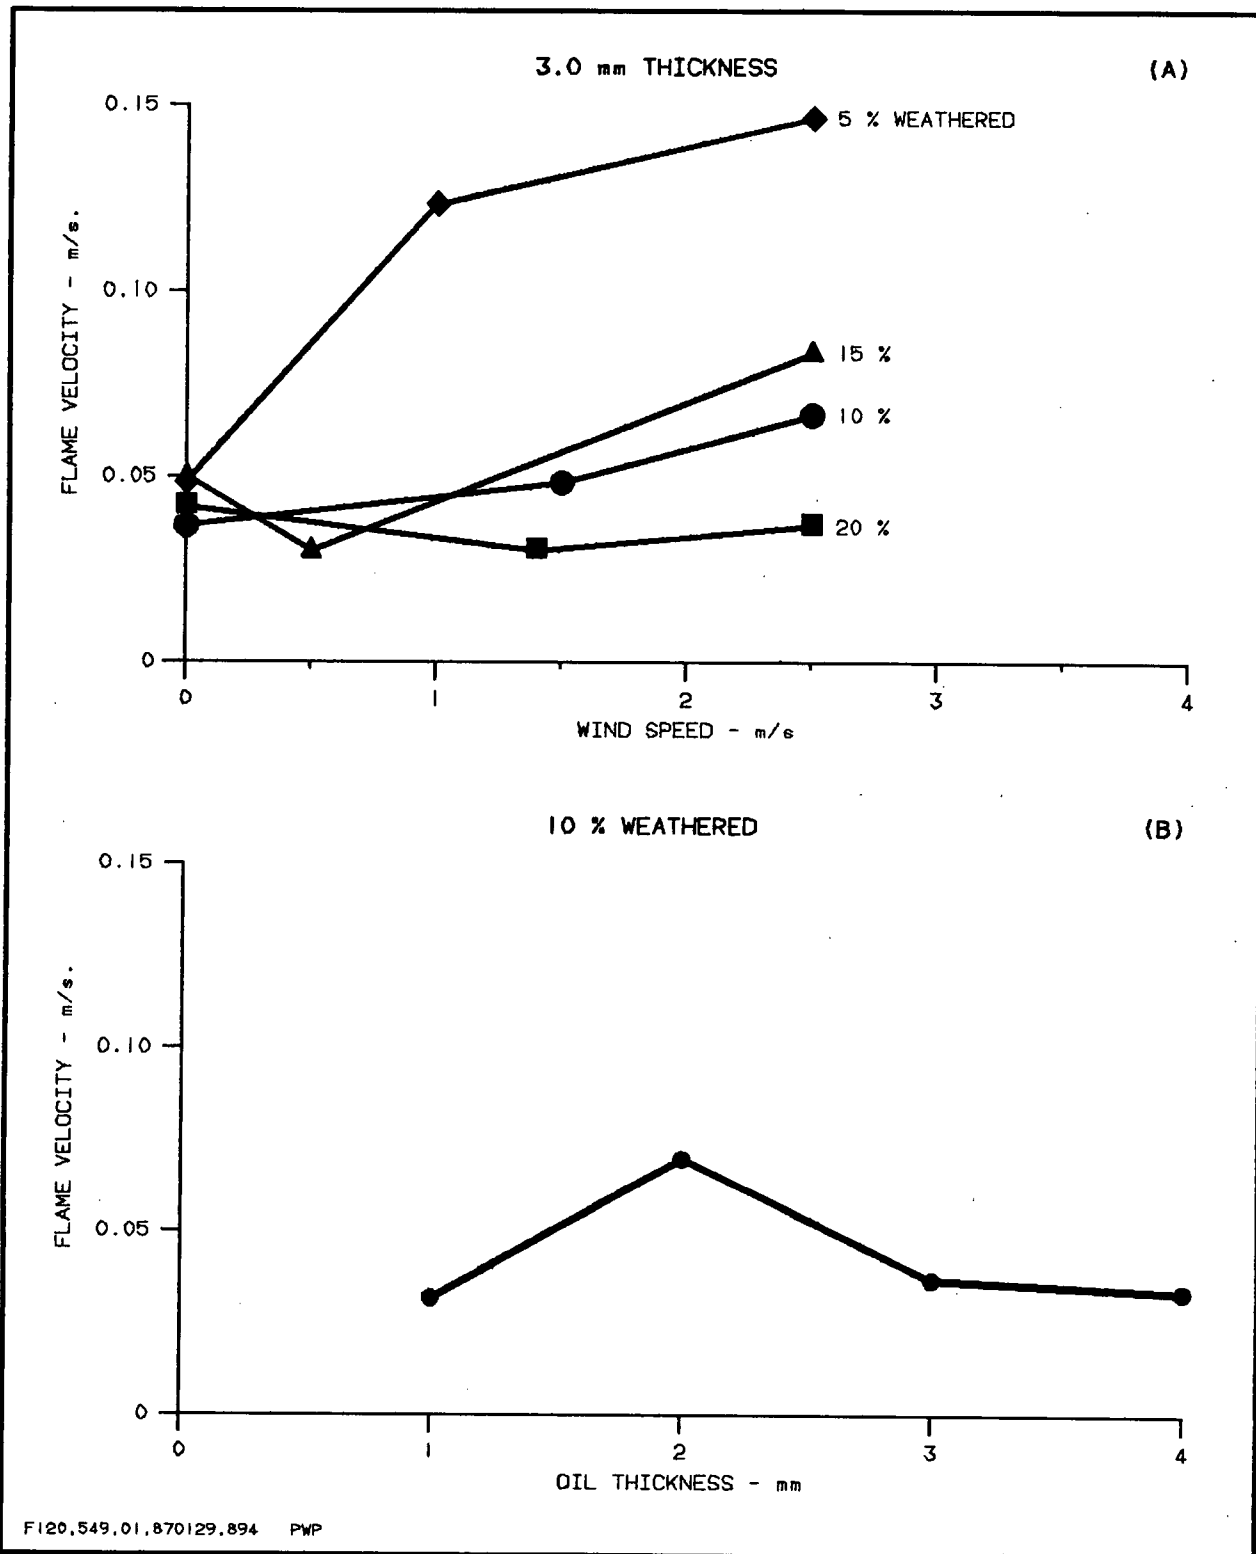 3.0 mm THICKNESS
(A)
0.15
0.10
0.05
0
FLAME VELOCITY - m/s.
5 % WEATHERED
15 %
10 %
20 %
0 1 2 3 4
WIND SPEED - m/s
10 % WEATHERED
(B)
0.15
0.10
0.05
0
FLAME VELOCITY - m/s.
0 1 2 3 4
OIL THICKNESS - mm
F120,549,01,870129,894 PWP